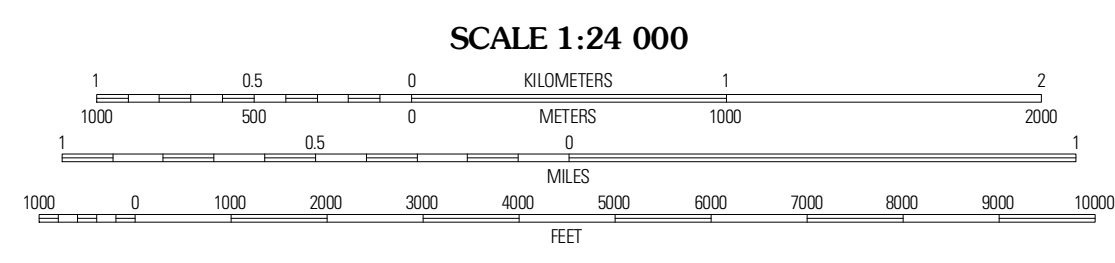 SCALE 1:24 000
1 0.5 0 KILOMETERS 1 2
1000 500 0 METERS 1000 2000
1 0.5 0 1
MILES
1000 0 1000 2000 3000 4000 5000 6000 7000 8000 9000 10000
FEET